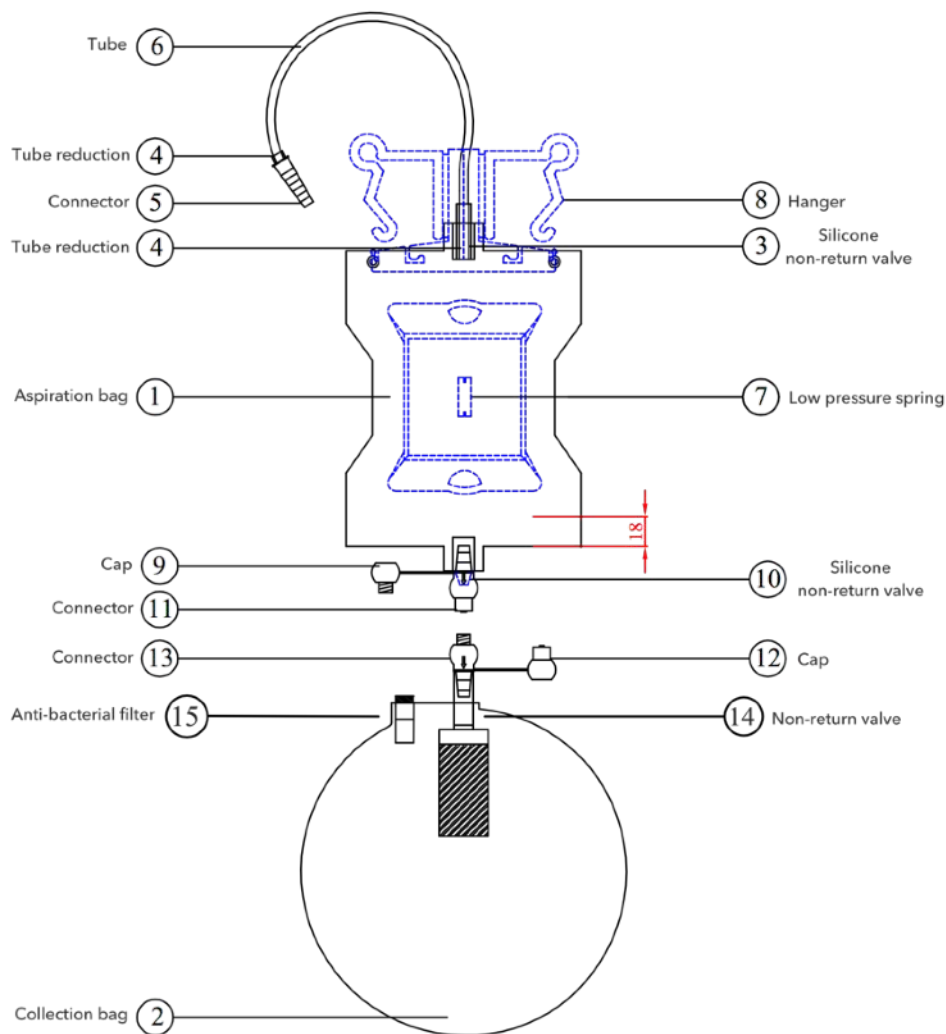 Tube 6
Tube reduction 4
Connector 5
8 Hanger
Tube reduction 4
3 Silicone
non-return valve
Aspiration bag 1
7 Low pressure spring
18
Cap 9
10 Silicone
non-return valve
Connector 11
Connector 13
12 Cap
Anti-bacterial filter 15
14 Non-return valve
Collection bag 2